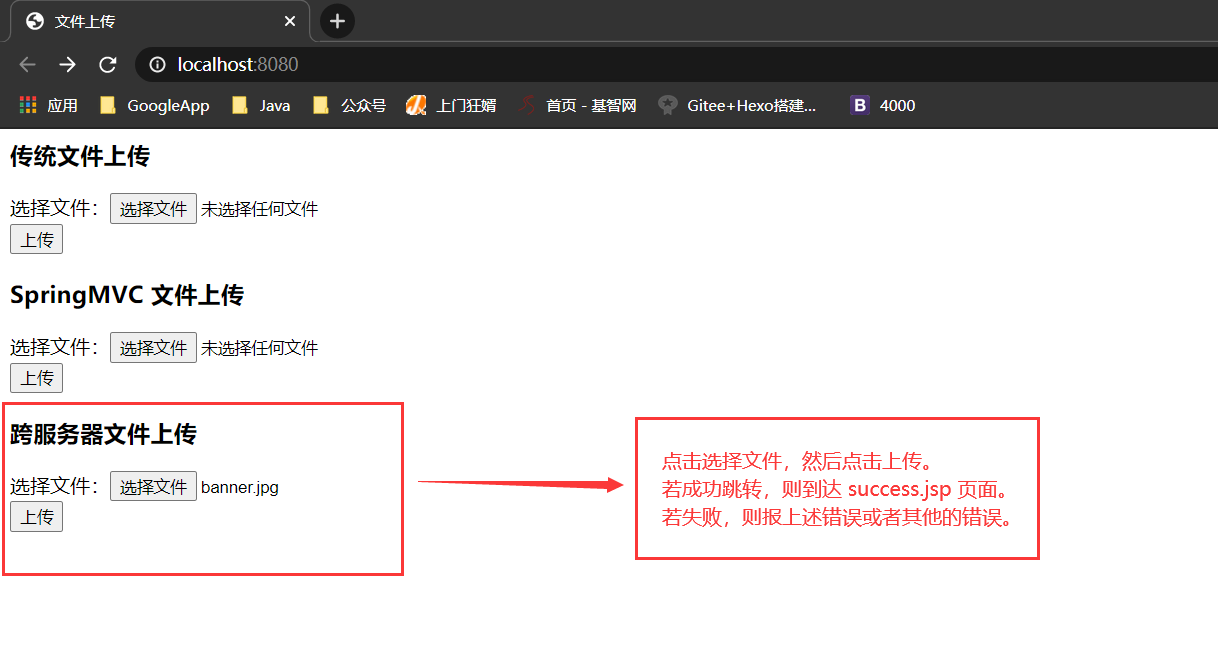 文件上传
localhost:8080
应用 GoogleApp Java 公众号 上门狂婿 首页 - 基智网 Gitee+Hexo搭建... B 4000
传统文件上传
选择文件： 选择文件 未选择任何文件
上传
SpringMVC 文件上传
选择文件： 选择文件 未选择任何文件
上传
跨服务器文件上传
选择文件： 选择文件 banner.jpg
上传
点击选择文件，然后点击上传。
若成功跳转，则到达 success.jsp 页面。
若失败，则报上述错误或者其他的错误。